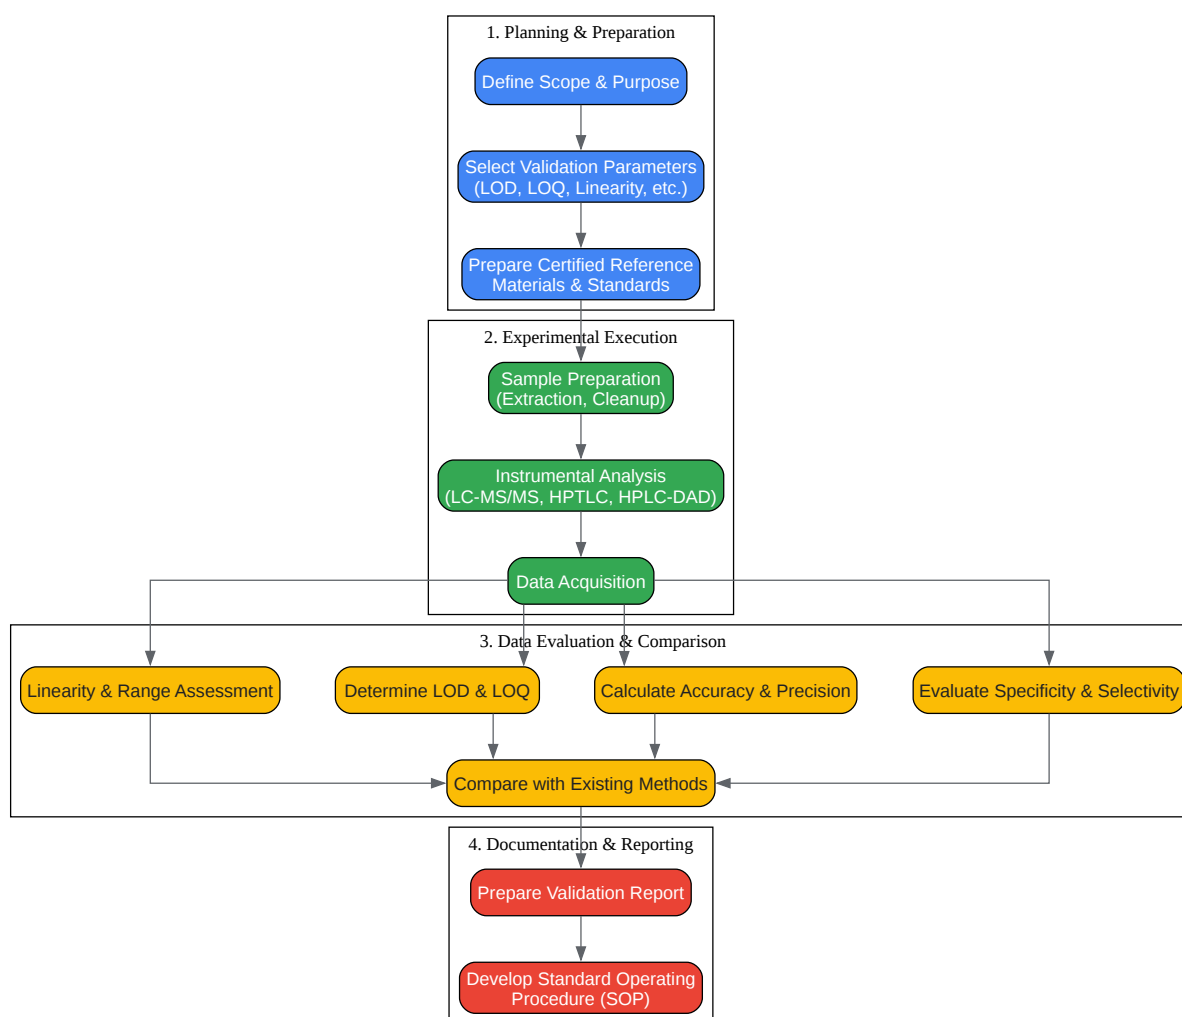 1. Planning & Preparation
Define Scope & Purpose
Select Validation Parameters
(LOD, LOQ, Linearity, etc.)
Prepare Certified Reference
Materials & Standards
2. Experimental Execution
Sample Preparation
(Extraction, Cleanup)
Instrumental Analysis
(LC-MS/MS, HPTLC, HPLC-DAD)
Data Acquisition
3. Data Evaluation & Comparison
Linearity & Range Assessment
Determine LOD & LOQ
Calculate Accuracy & Precision
Evaluate Specificity & Selectivity
Compare with Existing Methods
4. Documentation & Reporting
Prepare Validation Report
Develop Standard Operating
Procedure (SOP)